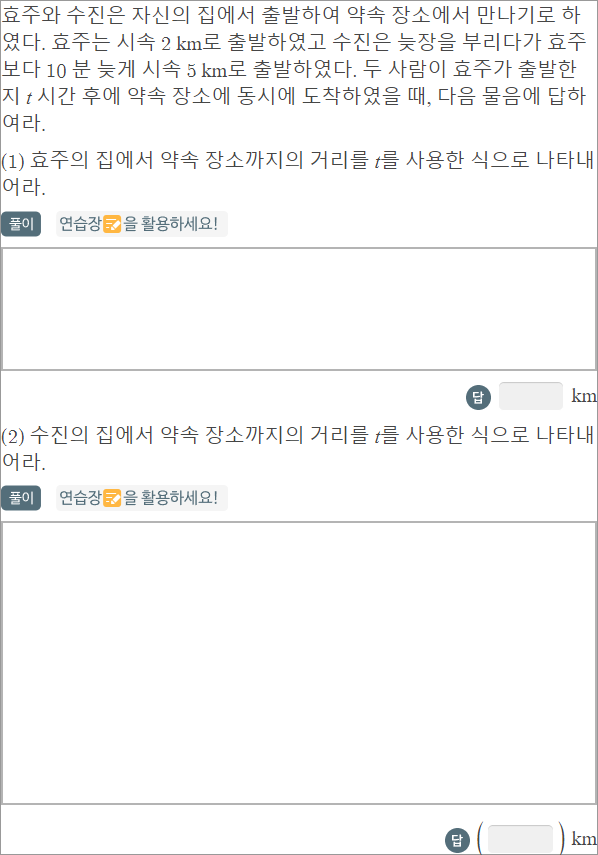 효주와 수진은 자신의 집에서 출발하여 약속 장소에서 만나기로 하
였다. 효주는 시속 2 km로 출발하였고 수진은 늦장을 부리다가 효주
보다 10 분 늦게 시속 5 km로 출발하였다. 두 사람이 효주가 출발한
지 t 시간 후에 약속 장소에 동시에 도착하였을 때, 다음 물음에 답하
여라.
(1) 효주의 집에서 약속 장소까지의 거리를 t를 사용한 식으로 나타내
어라.
풀이 연습장을 활용하세요!
답 km
(2) 수진의 집에서 약속 장소까지의 거리를 t를 사용한 식으로 나타내
어라.
풀이 연습장을 활용하세요!
답 ( ) km